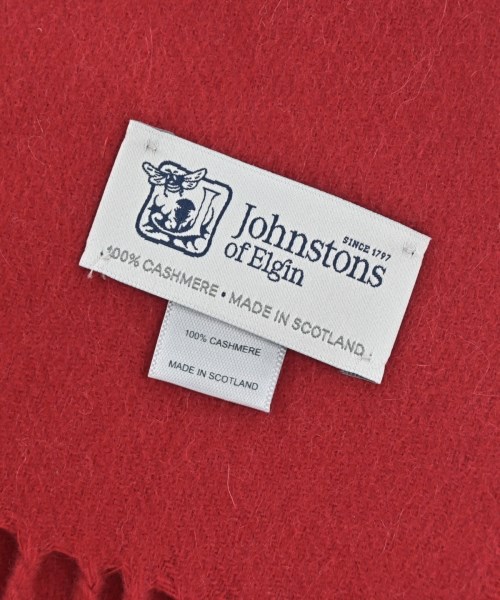 SINCE 1797
Johnstons
of Elgin
100% CASHMERE • MADE IN SCOTLAND
100% CASHMERE
MADE IN SCOTLAND